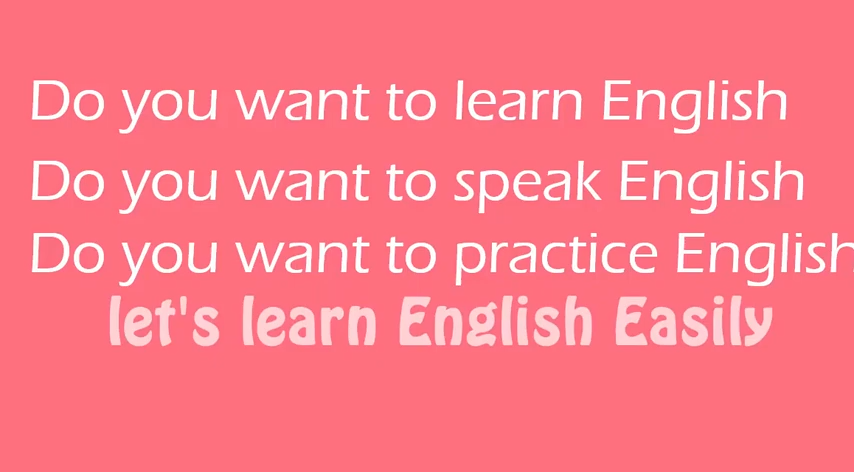 Do you want to learn English
Do you want to speak English
Do you want to practice English
let's learn English Easily